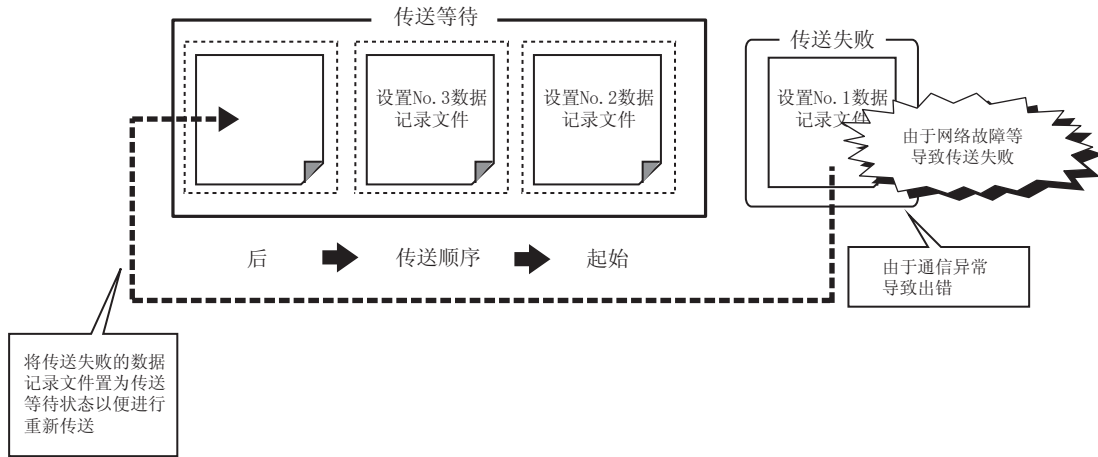 传送等待
传送失败
设置No.3数据
记录文件
设置No.2数据
记录文件
设置No.1数据
记录文件
由于网络故障等
导致传送失败
后
传送顺序
起始
由于通信异常
导致出错
将传送失败的数据
记录文件置为传送
等待状态以便进行
重新传送